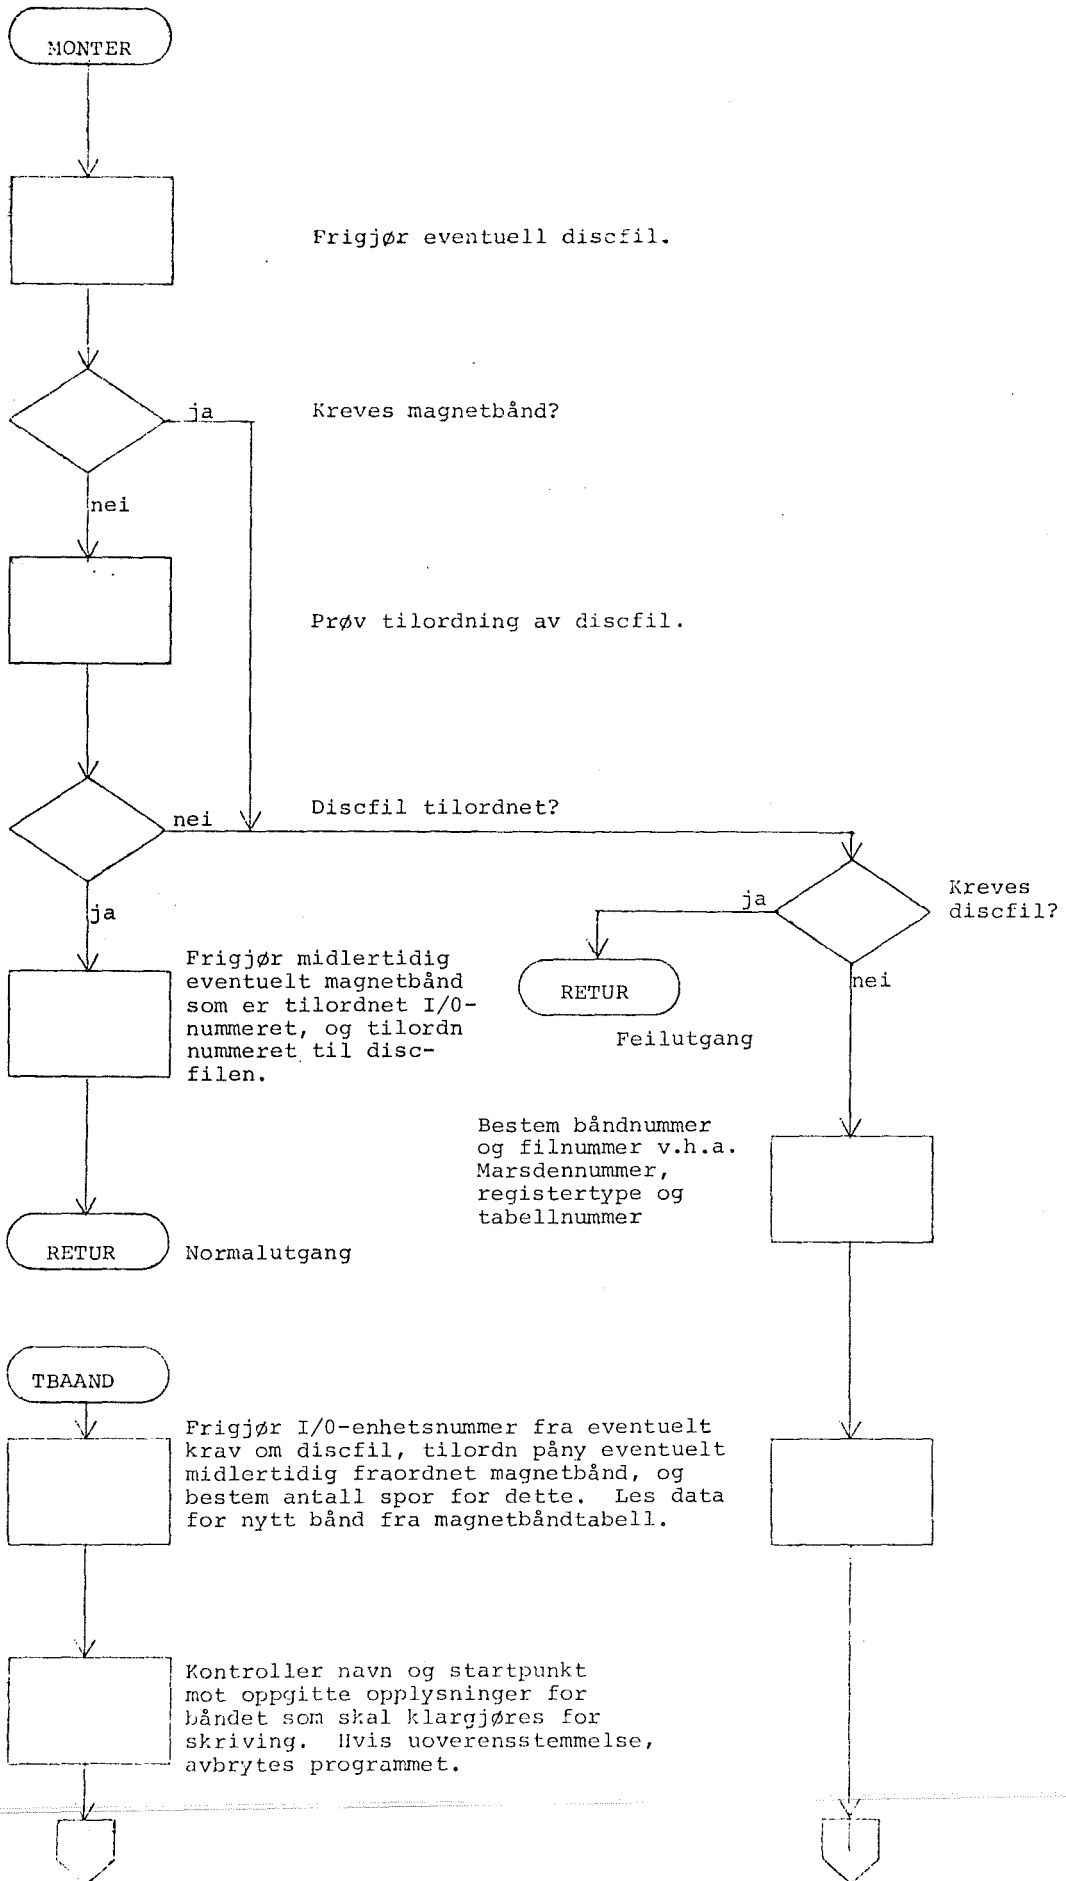 MONTER
Frigjør eventuell discfil.
ja
Kreves magnetbånd?
nei
Prøv tilordning av discfil.
nei
Discfil tilordnet?
ja
Kreves
discfil?
ja
nei
Frigjør midlertidig
eventuelt magnetbånd
som er tilordnet I/O-
nummeret, og tilordn
nummeret til disc-
filen.
RETUR
Feilutgang
Bestem båndnummer
og filnummer v.h.a.
Marsdennummer,
registertype og
tabellnummer
RETUR
Normalutgang
TBAAND
Frigjør I/O-enhetsnummer fra eventuelt
krav om discfil, tilordn påny eventuelt
midlertidig fraordnet magnetbånd, og
bestem antall spor for dette. Les data
for nytt bånd fra magnetbåndtabell.
Kontroller navn og startpunkt
mot oppgitte opplysninger for
båndet som skal klargjøres for
skriving. Hvis uoverensstemmelse,
avbrytes programmet.